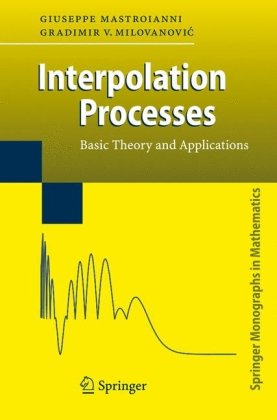 GIUSEPPE MASTROIANNI
GRADIMIR V. MILOVANOVIĆ
Interpolation
Processes
Basic Theory and Applications
Springer Monographs in Mathematics
Springer